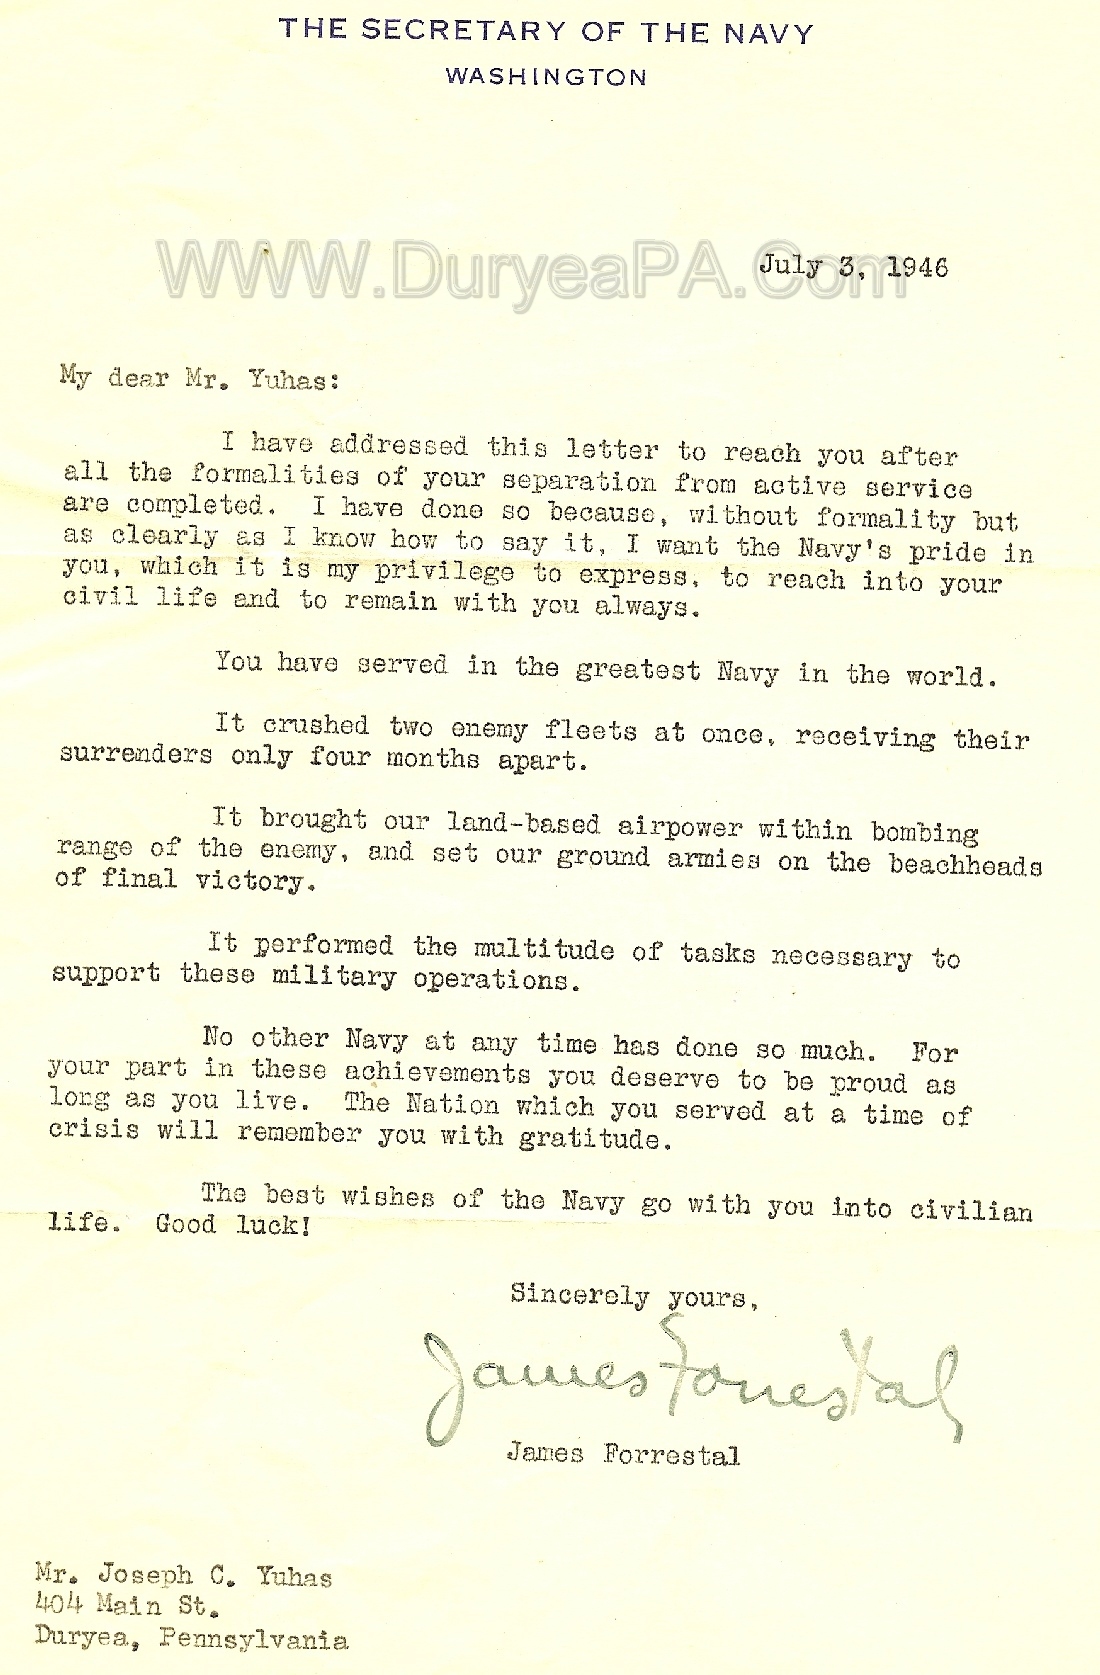 THE SECRETARY OF THE NAVY
WASHINGTON
WWW.DuryeaPA.Com
July 3, 1946
My dear Mr. Yuhas:
I have addressed this letter to reach you after
all the formalities of your separation from active service
are completed. I have done so because, without formality but
as clearly as I know how to say it, I want the Navy's pride in
you, which it is my privilege to express, to reach into your
civil life and to remain with you always.
You have served in the greatest Navy in the world.
It crushed two enemy fleets at once, receiving their
surrenders only four months apart.
It brought our land-based airpower within bombing
range of the enemy, and set our ground armies on the beachheads
of final victory.
It performed the multitude of tasks necessary to
support these military operations.
No other Navy at any time has done so much. For
your part in these achievements you deserve to be proud as
long as you live. The Nation which you served at a time of
crisis will remember you with gratitude.
The best wishes of the Navy go with you into civilian
life. Good luck!
Sincerely yours,
James Forrestal
James Forrestal
Mr. Joseph C. Yuhas
404 Main St.
Duryea, Pennsylvania